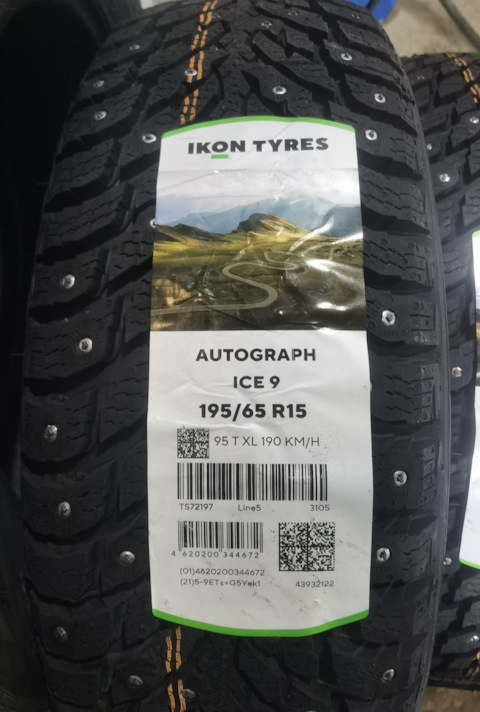 IKON TYRES
AUTOGRAPH
ICE 9
195/65 R15
95 T XL 190 KM/H
TS72197 Line5 3105
4 620200 344672
(01)4620200344672
(21)5-9ETs+G5Yek1 43932122